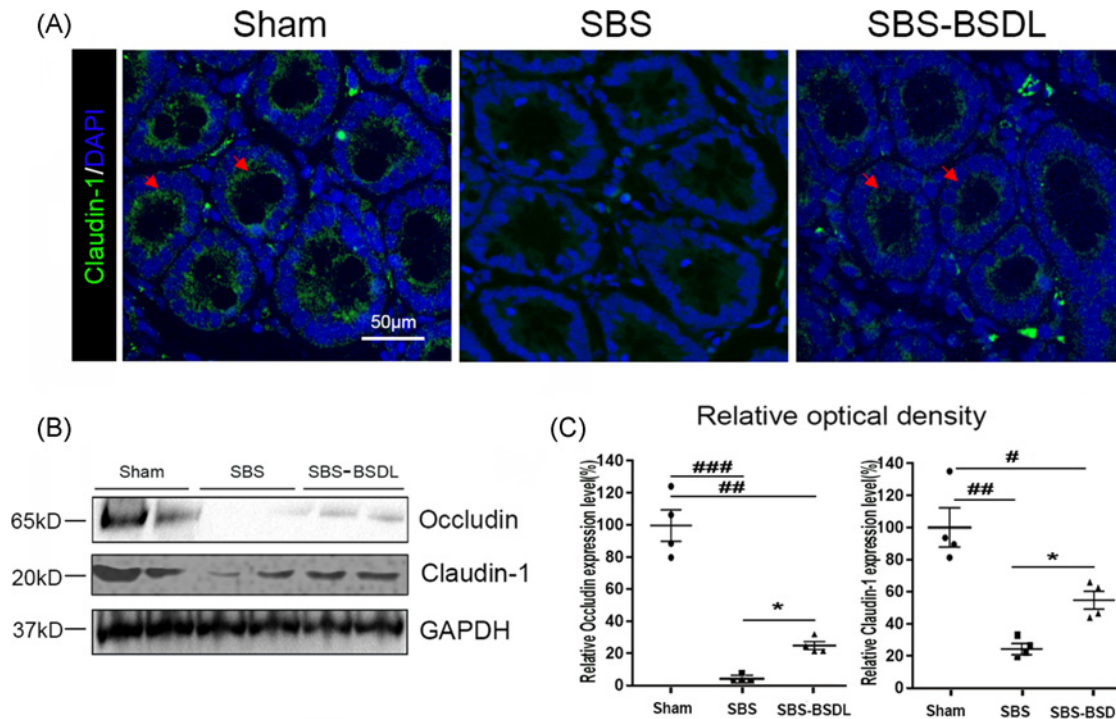 (A) Sham SBS SBS-BSDL
Claudin-1/DAPI
50μm
(B)
Sham SBS SBS-BSDL
65kD Occludin
20kD Claudin-1
37kD GAPDH
(C) Relative optical density
Relative Occludin expression level(%)
140
120
100
80
60
40
20
0
###
##
*
Sham SBS SBS-BSDL
Relative Claudin-1 expression level(%)
140
120
100
80
60
40
20
0
#
##
*
Sham SBS SBS-BSD